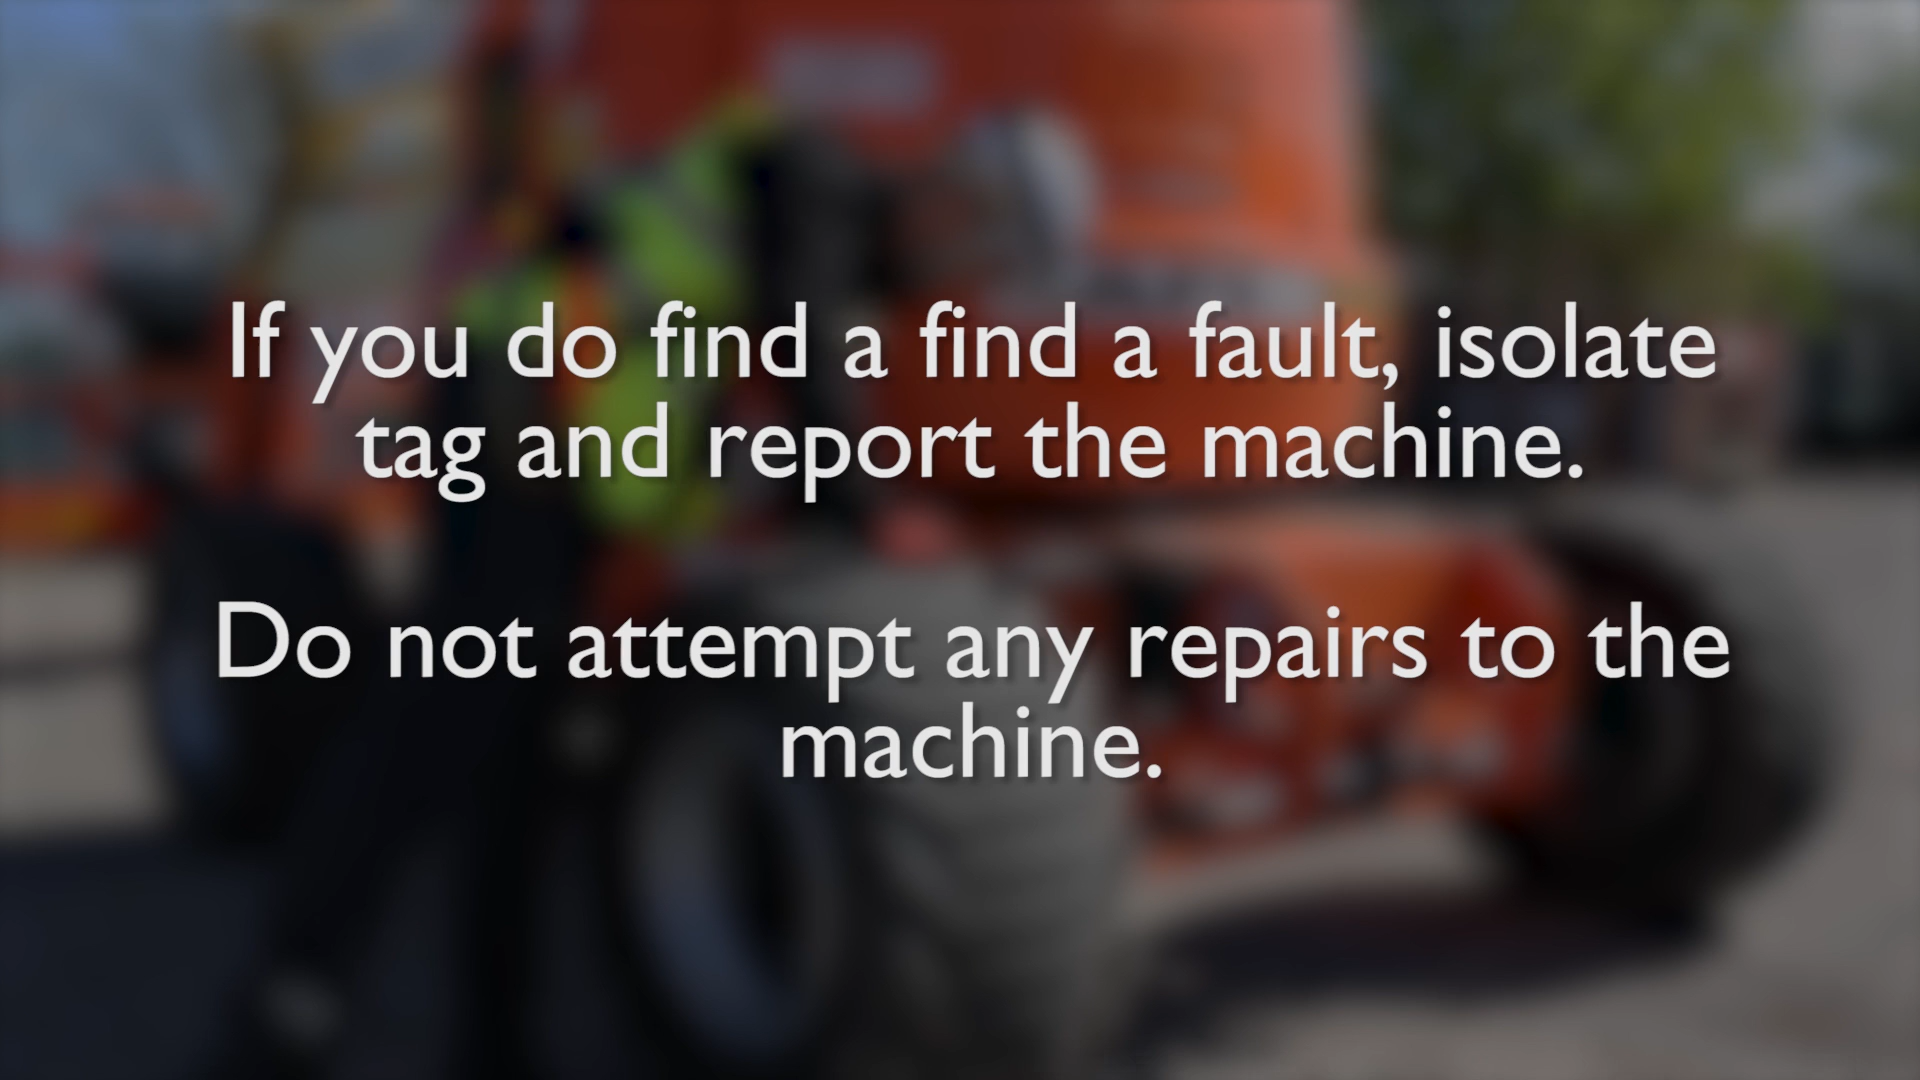 If you do find a find a fault, isolate
tag and report the machine.
Do not attempt any repairs to the
machine.